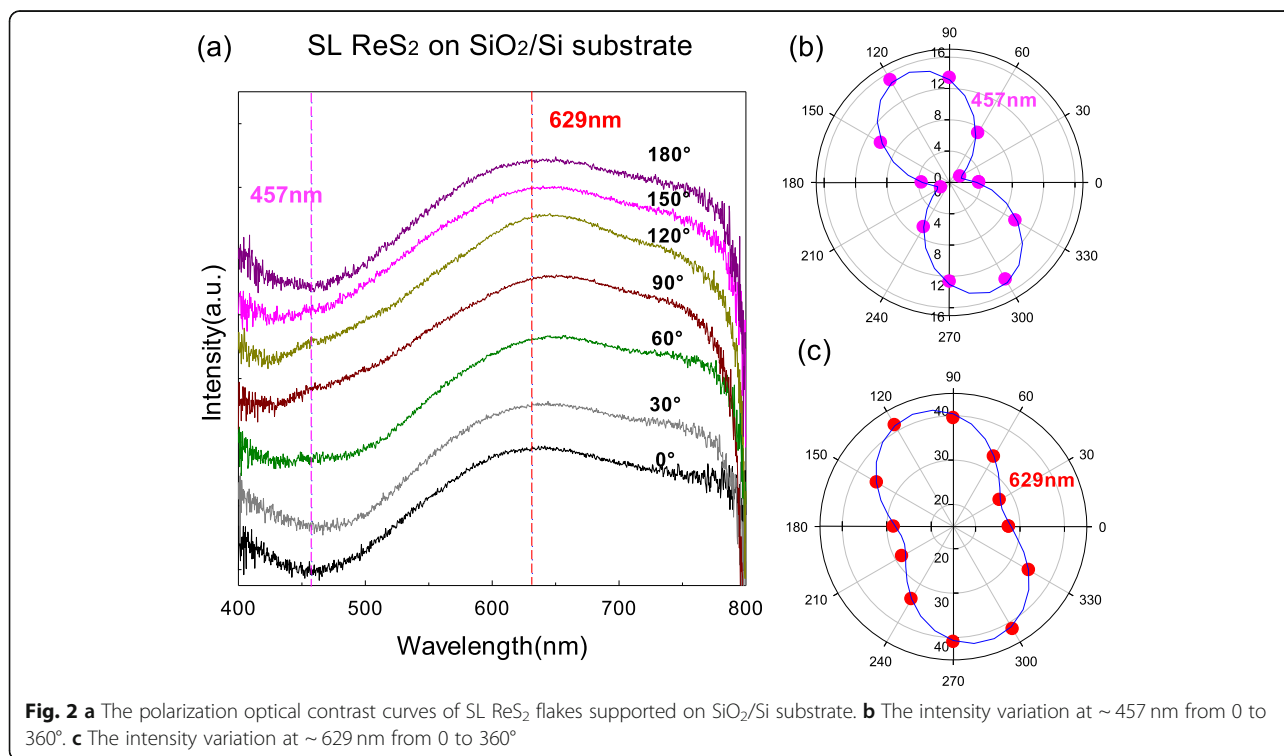 (a) SL ReS2 on SiO2/Si substrate
629nm
457nm
180°
150°
120°
90°
60°
30°
0°
Intensity(a.u.)
400 500 600 700 800
Wavelength(nm)
(b)
90
120 60
16
12
457nm
150 30
8
4
180 0 0
4
8
210 330
12
240 300
16
270
(c)
90
120 60
40
150 30
30
629nm
20
180 0
20
210 330
30
240 300
40
270
Fig. 2 a The polarization optical contrast curves of SL ReS2 flakes supported on SiO2/Si substrate. b The intensity variation at ~ 457 nm from 0 to
360°. c The intensity variation at ~ 629 nm from 0 to 360°